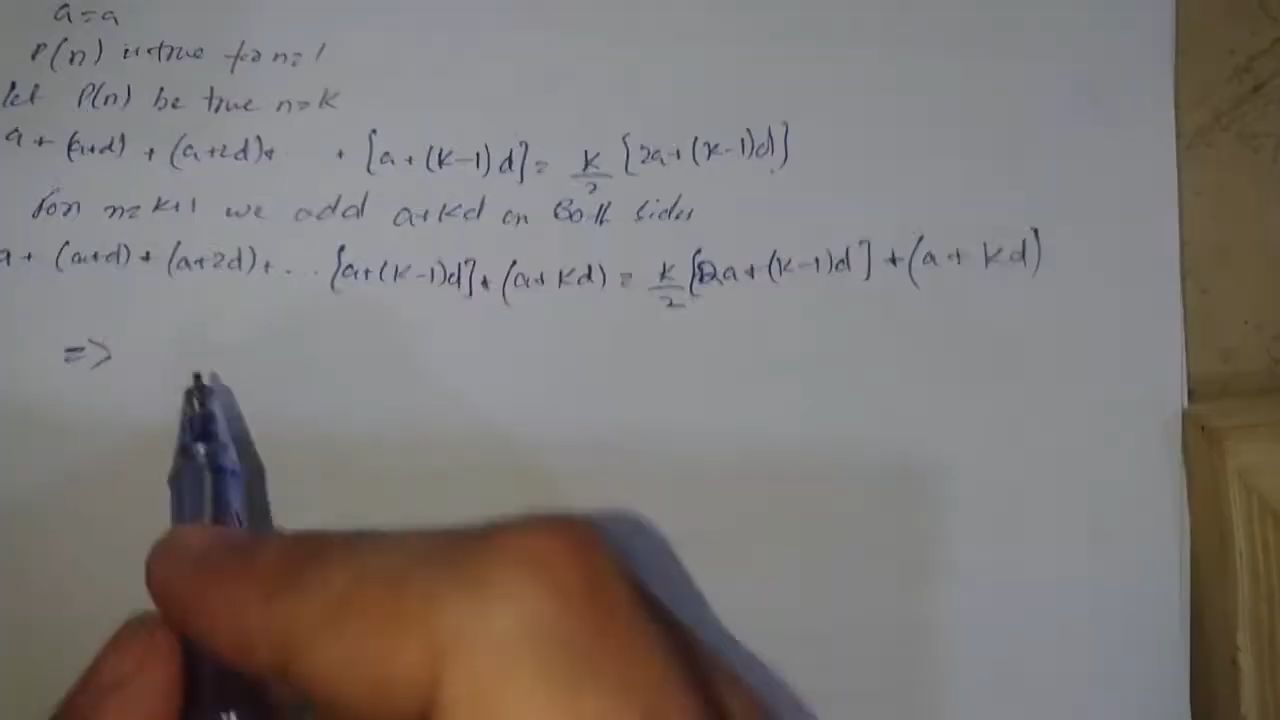 a = a
P(n) is true for n=1
let P(n) be true n=k
a + (a+d) + (a+2d)+ . . + [a+(k-1)d] = k/2 [2a+(k-1)d]
for n=k+1 we add a+kd on Both sides
a + (a+d) + (a+2d)+ . . . [a+(k-1)d] + (a+kd) = k/2 [2a+(k-1)d] + (a+kd)
=>